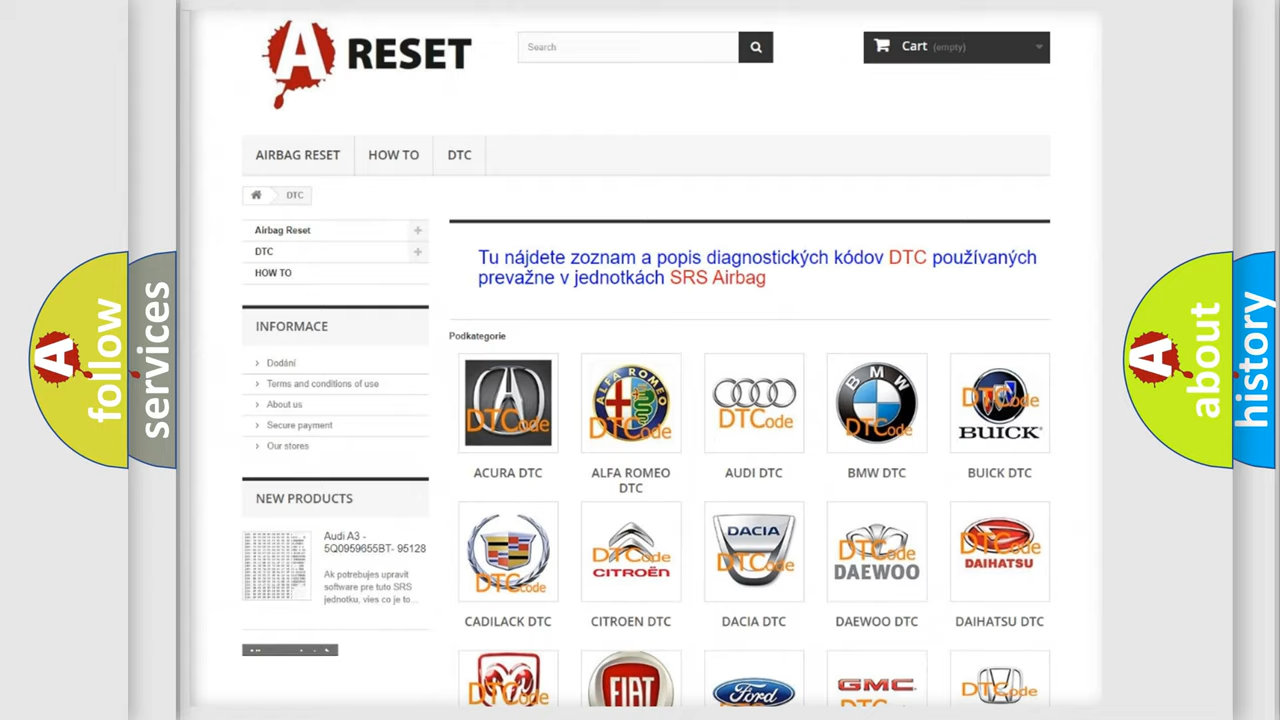 A RESET
Search
Cart (empty)
AIRBAG RESET
HOW TO
DTC
DTC
Airbag Reset
DTC
HOW TO
Tu nájdete zoznam a popis diagnostických kódov DTC používaných
prevažne v jednotkách SRS Airbag
INFORMACE
Dodání
Terms and conditions of use
About us
Secure payment
Our stores
NEW PRODUCTS
Audi A3 -
5Q0959655BT- 95128
Ak potrebujes upravit
software pre tuto SRS
jednotku, vies co je to...
Podkategorie
DTCode
ALFA ROMEO
DTCode
DTCode
BMW
DTCode
DTCode
BUICK
ACURA DTC
ALFA ROMEO
DTC
AUDI DTC
BMW DTC
BUICK DTC
DTCode
DTCode
CITROËN
DACIA
DTCode
DTCode
DAEWOO
DTCode
DAIHATSU
CADILACK DTC
CITROEN DTC
DACIA DTC
DAEWOO DTC
DAIHATSU DTC
DTCode
FIAT
Ford
GMC
DTCode
A
follow
services
A
about
history